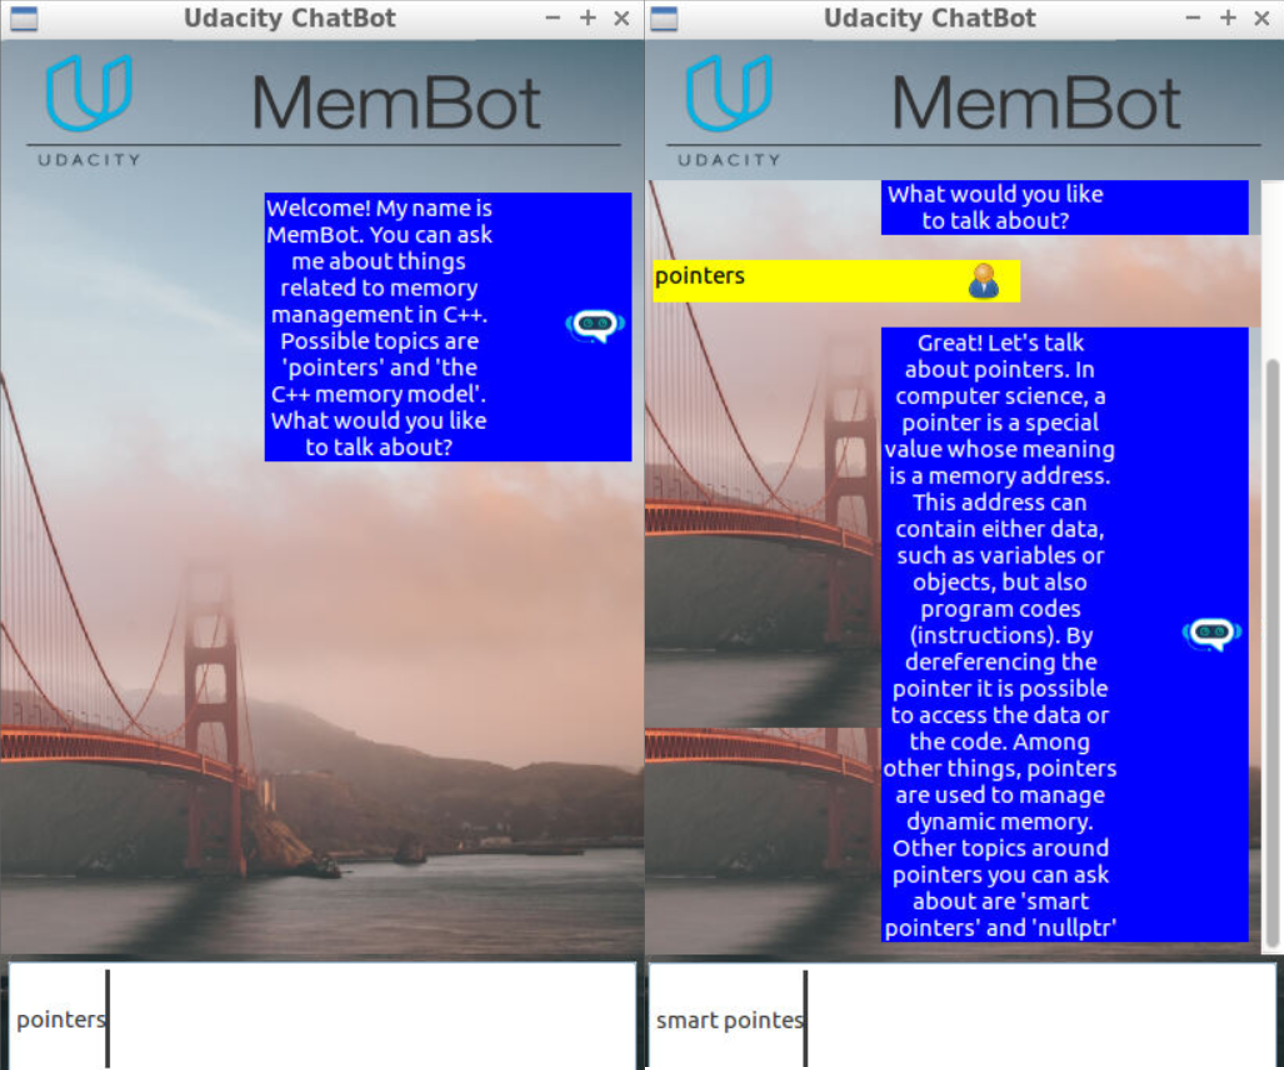 Udacity ChatBot
MemBot
UDACITY
Welcome! My name is
MemBot. You can ask
me about things
related to memory
management in C++.
Possible topics are
'pointers' and 'the
C++ memory model'.
What would you like
to talk about?
pointers
Udacity ChatBot
MemBot
UDACITY
What would you like
to talk about?
pointers
Great! Let's talk
about pointers. In
computer science, a
pointer is a special
value whose meaning
is a memory address.
This address can
contain either data,
such as variables or
objects, but also
program codes
(instructions). By
dereferencing the
pointer it is possible
to access the data or
the code. Among
other things, pointers
are used to manage
dynamic memory.
Other topics around
pointers you can ask
about are 'smart
pointers' and 'nullptr'
smart pointes